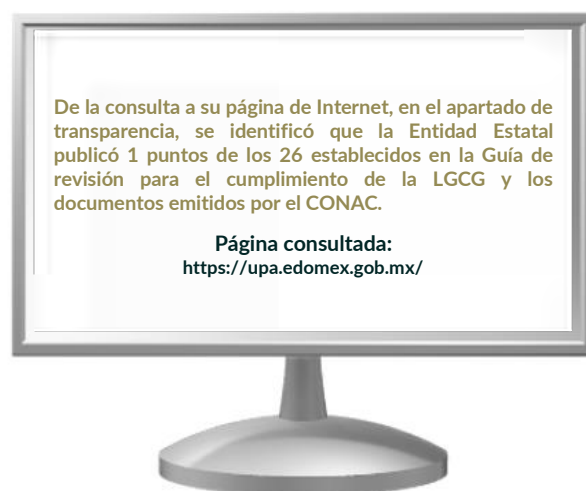 De la consulta a su página de Internet, en el apartado de
transparencia, se identificó que la Entidad Estatal
publicó 1 puntos de los 26 establecidos en la Guía de
revisión para el cumplimiento de la LGCG y los
documentos emitidos por el CONAC.
Página consultada:
https://upa.edomex.gob.mx/